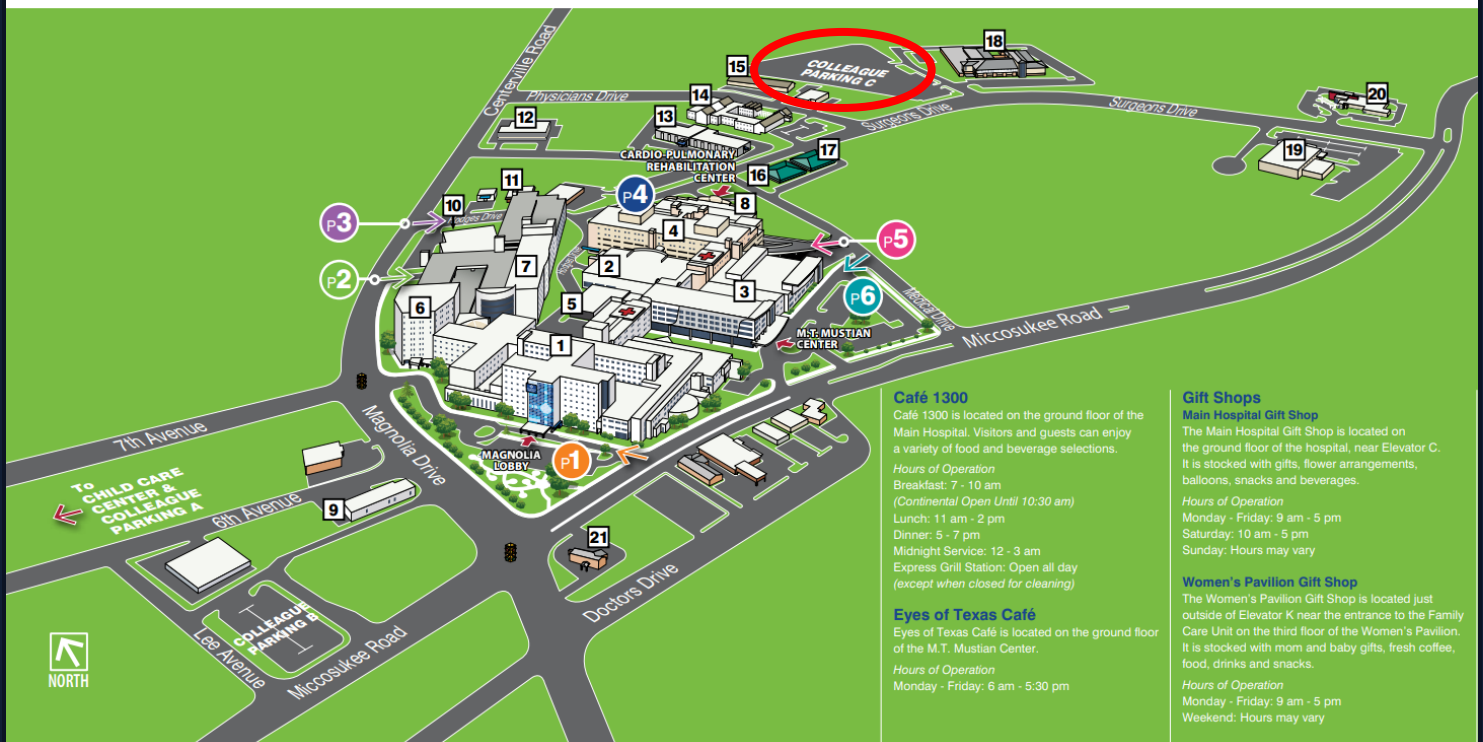 Centerville Road
Physicians Drive
15
COLLEAGUE
PARKING C
18
14
12
13
Surgeons Drive
Surgeons Drive
20
CARDIO-PULMONARY
REHABILITATION
CENTER
17
16
19
11
10
P4
8
P3
Hodges Drive
4
P5
P2
7
2
Hodges Drive
P6
6
5
3
Medical Drive
M.T. MUSTIAN
CENTER
Miccosukee Road
1
7th Avenue
Magnolia Drive
MAGNOLIA
LOBBY
P1
To
CHILD CARE
CENTER &
COLLEAGUE
PARKING A
6th Avenue
9
21
Doctors Drive
COLLEAGUE
PARKING B
Lee Avenue
Miccosukee Road
NORTH
Café 1300
Café 1300 is located on the ground floor of the
Main Hospital. Visitors and guests can enjoy
a variety of food and beverage selections.
Hours of Operation
Breakfast: 7 - 10 am
(Continental Open Until 10:30 am)
Lunch: 11 am - 2 pm
Dinner: 5 - 7 pm
Midnight Service: 12 - 3 am
Express Grill Station: Open all day
(except when closed for cleaning)
Eyes of Texas Café
Eyes of Texas Café is located on the ground floor
of the M.T. Mustian Center.
Hours of Operation
Monday - Friday: 6 am - 5:30 pm
Gift Shops
Main Hospital Gift Shop
The Main Hospital Gift Shop is located on
the ground floor of the hospital, near Elevator C.
It is stocked with gifts, flower arrangements,
balloons, snacks and beverages.
Hours of Operation
Monday - Friday: 9 am - 5 pm
Saturday: 10 am - 5 pm
Sunday: Hours may vary
Women's Pavilion Gift Shop
The Women's Pavilion Gift Shop is located just
outside of Elevator K near the entrance to the Family
Care Unit on the third floor of the Women's Pavilion.
It is stocked with mom and baby gifts, fresh coffee,
food, drinks and snacks.
Hours of Operation
Monday - Friday: 9 am - 5 pm
Weekend: Hours may vary